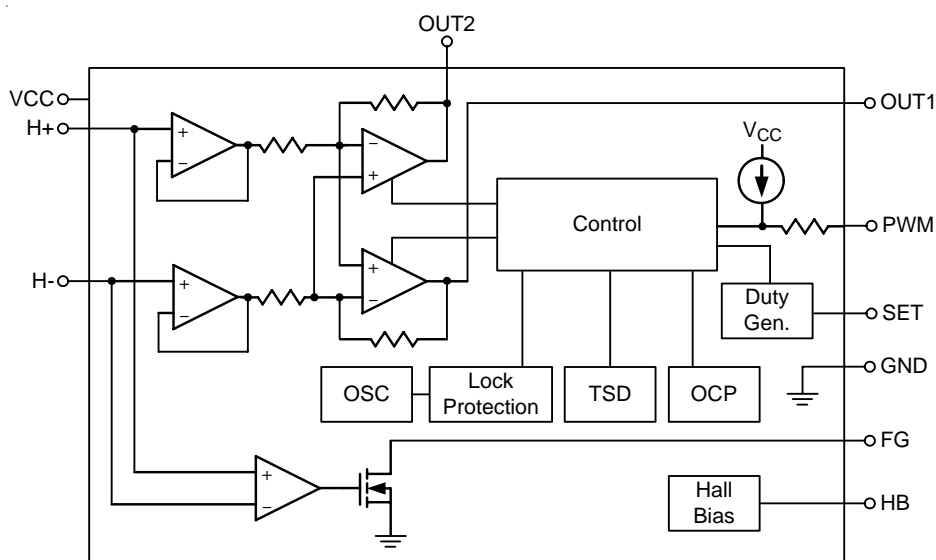 OUT2
VCC
OUT1
H+
VCC
+
−
−
+
Control
PWM
H-
+
−
+
−
Duty
Gen.
SET
GND
OSC
Lock
Protection
TSD
OCP
FG
+
−
Hall
Bias
HB